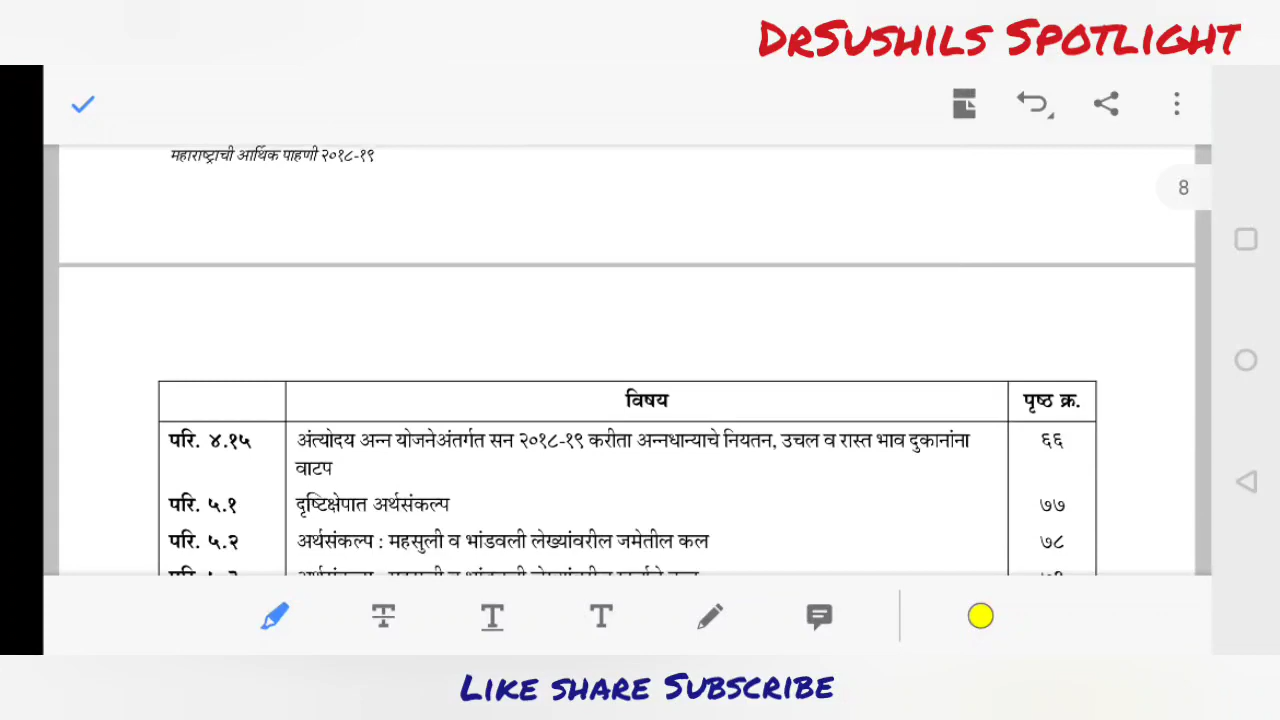 DrSushils Spotlight
महाराष्ट्राची आर्थिक पाहणी २०१८-१९
8
विषय पृष्ठ क्र.
परि. ४.१५ अंत्योदय अन्न योजनेअंतर्गत सन २०१८-१९ करीता अन्नधान्याचे नियतन, उचल व रास्त भाव दुकानांना ६६
वाटप
परि. ५.१ दृष्टिक्षेपात अर्थसंकल्प ७७
परि. ५.२ अर्थसंकल्प : महसुली व भांडवली लेख्यांवरील जमेतील कल ७८
Like share Subscribe